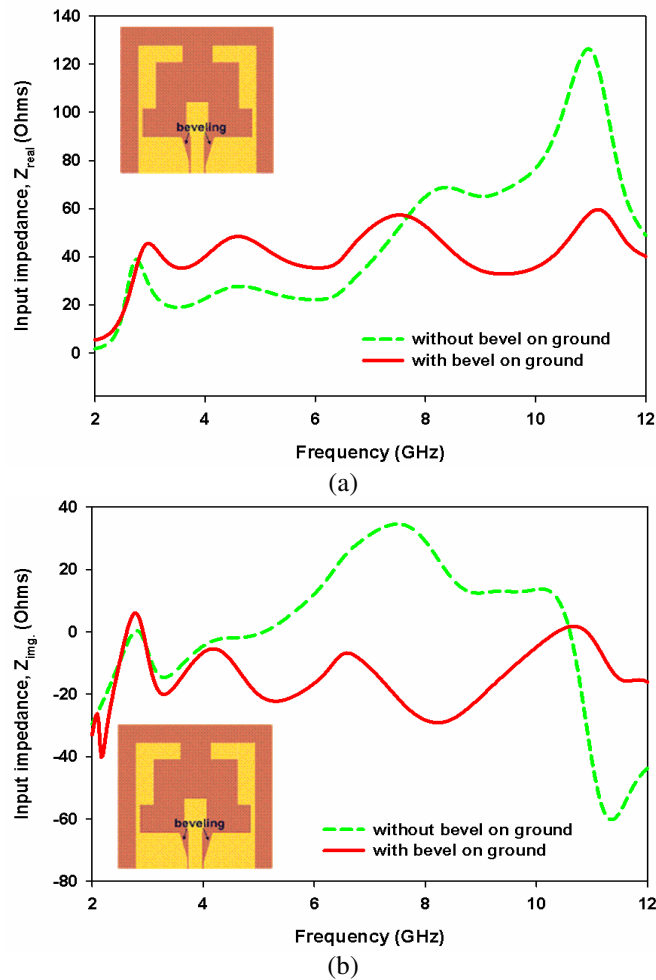 140
120
100
80
60
40
20
0
Input impedance, Zreal (Ohms)
beveling
without bevel on ground
with bevel on ground
2 4 6 8 10 12
Frequency (GHz)
(a)
40
20
0
-20
-40
-60
-80
Input impedance, Zimg. (Ohms)
beveling
without bevel on ground
with bevel on ground
2 4 6 8 10 12
Frequency (GHz)
(b)